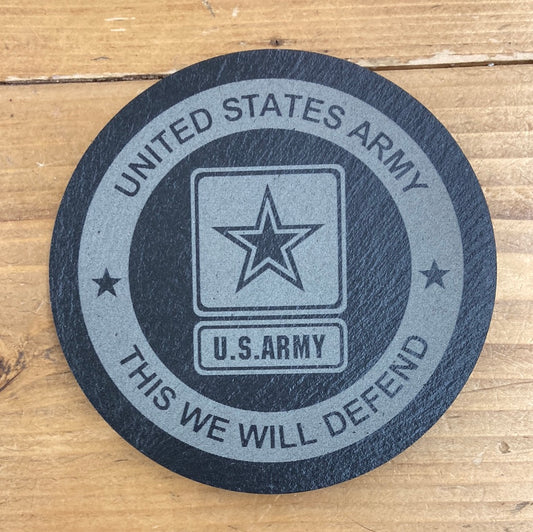 UNITED STATES ARMY
U.S.ARMY
THIS WE WILL DEFEND